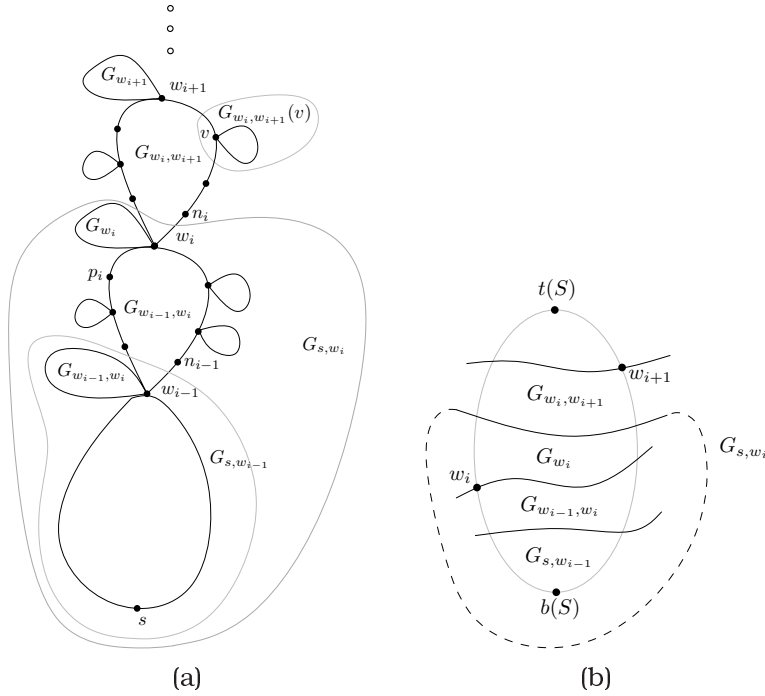 G_{w_{i+1}}
w_{i+1}
G_{w_i,w_{i+1}}(v)
v
G_{w_i,w_{i+1}}
n_i
G_{w_i}
w_i
p_i
G_{w_{i-1},w_i}
G_{s,w_i}
n_{i-1}
G_{w_{i-1},w_i}
w_{i-1}
G_{s,w_{i-1}}
s
(a)
t(S)
w_{i+1}
G_{w_i,w_{i+1}}
G_{s,w_i}
G_{w_i}
w_i
G_{w_{i-1},w_i}
G_{s,w_{i-1}}
b(S)
(b)